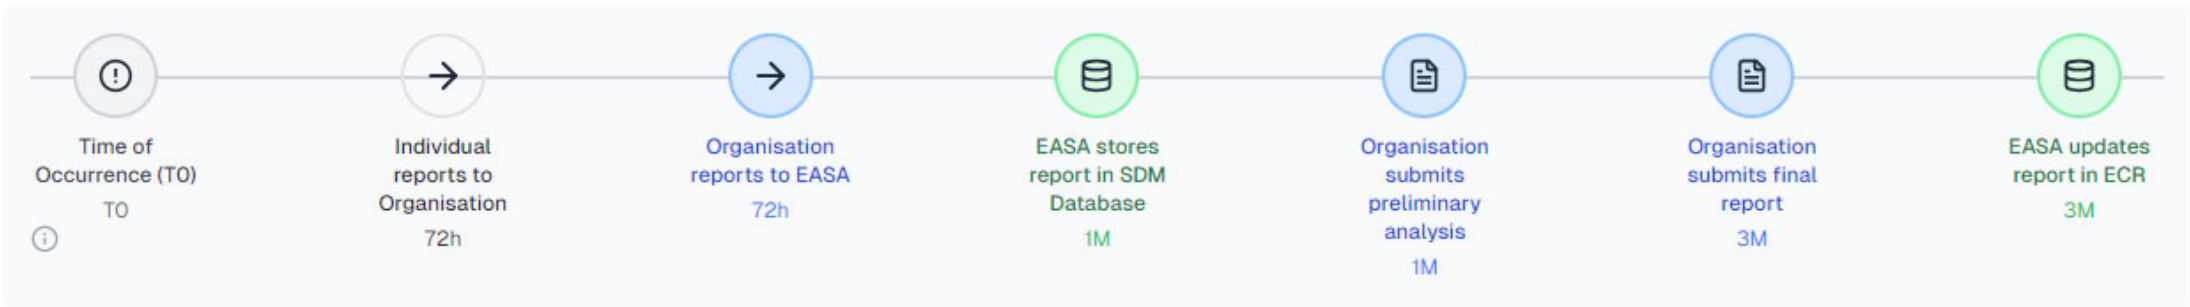 Time of
Occurrence (T0)
T0
Individual
reports to
Organisation
72h
Organisation
reports to EASA
72h
EASA stores
report in SDM
Database
1M
Organisation
submits
preliminary
analysis
1M
Organisation
submits final
report
3M
EASA updates
report in ECR
3M